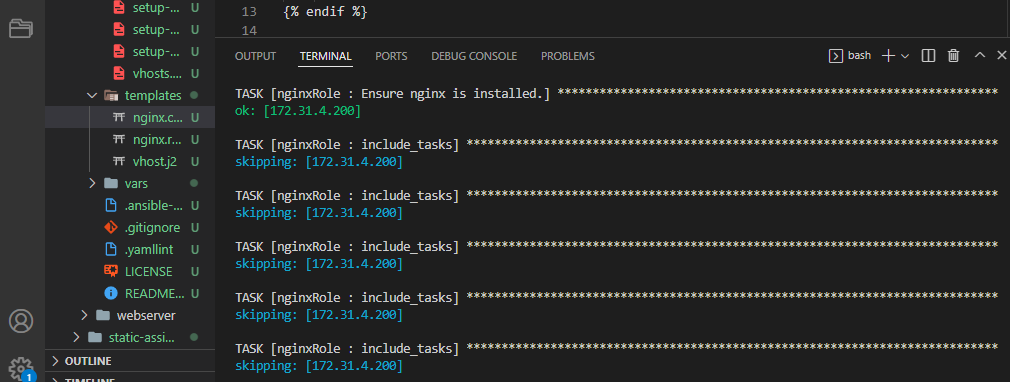 setup-... U
setup-... U
setup-... U
vhosts.... U
templates
nginx.c... U
nginx.r... U
vhost.j2 U
vars
.ansible-... U
.gitignore U
.yamllint U
LICENSE U
README... U
webserver
static-assi...
OUTLINE
TIMELINE
1
13 {% endif %}
14
OUTPUT TERMINAL PORTS DEBUG CONSOLE PROBLEMS bash
TASK [nginxRole : Ensure nginx is installed.] ***************************************************************
ok: [172.31.4.200]
TASK [nginxRole : include_tasks] ****************************************************************************
skipping: [172.31.4.200]
TASK [nginxRole : include_tasks] ****************************************************************************
skipping: [172.31.4.200]
TASK [nginxRole : include_tasks] ****************************************************************************
skipping: [172.31.4.200]
TASK [nginxRole : include_tasks] ****************************************************************************
skipping: [172.31.4.200]
TASK [nginxRole : include_tasks] ****************************************************************************
skipping: [172.31.4.200]